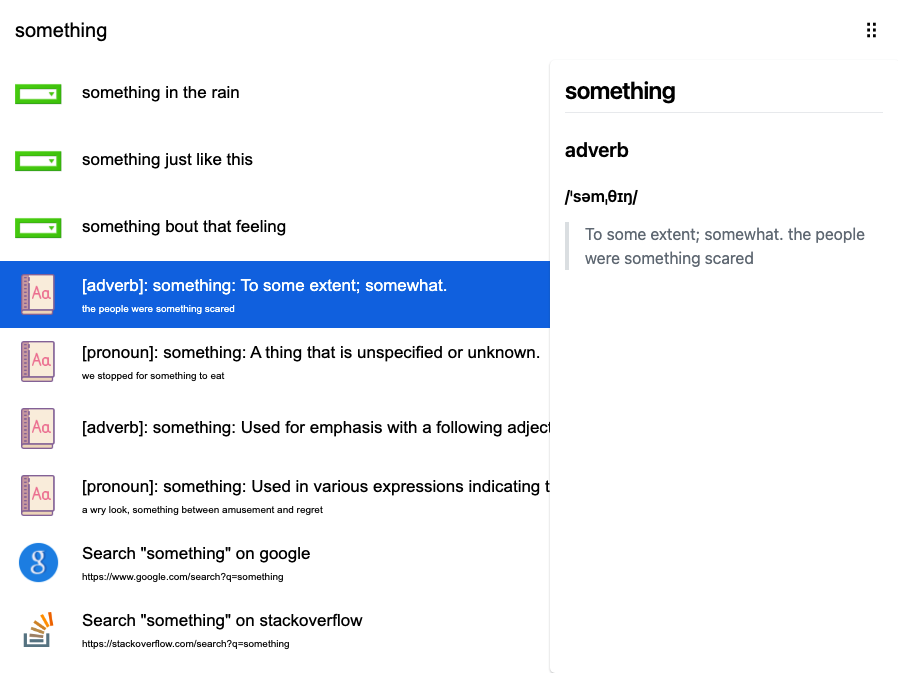 something
something in the rain
something just like this
something bout that feeling
Aa
[adverb]: something: To some extent; somewhat.
the people were something scared
Aa
[pronoun]: something: A thing that is unspecified or unknown.
we stopped for something to eat
Aa
[adverb]: something: Used for emphasis with a following adject
Aa
[pronoun]: something: Used in various expressions indicating t
a wry look, something between amusement and regret
g
Search "something" on google
https://www.google.com/search?q=something
Search "something" on stackoverflow
https://stackoverflow.com/search?q=something
something
adverb
/ˈsəmˌθɪŋ/
To some extent; somewhat. the people
were something scared